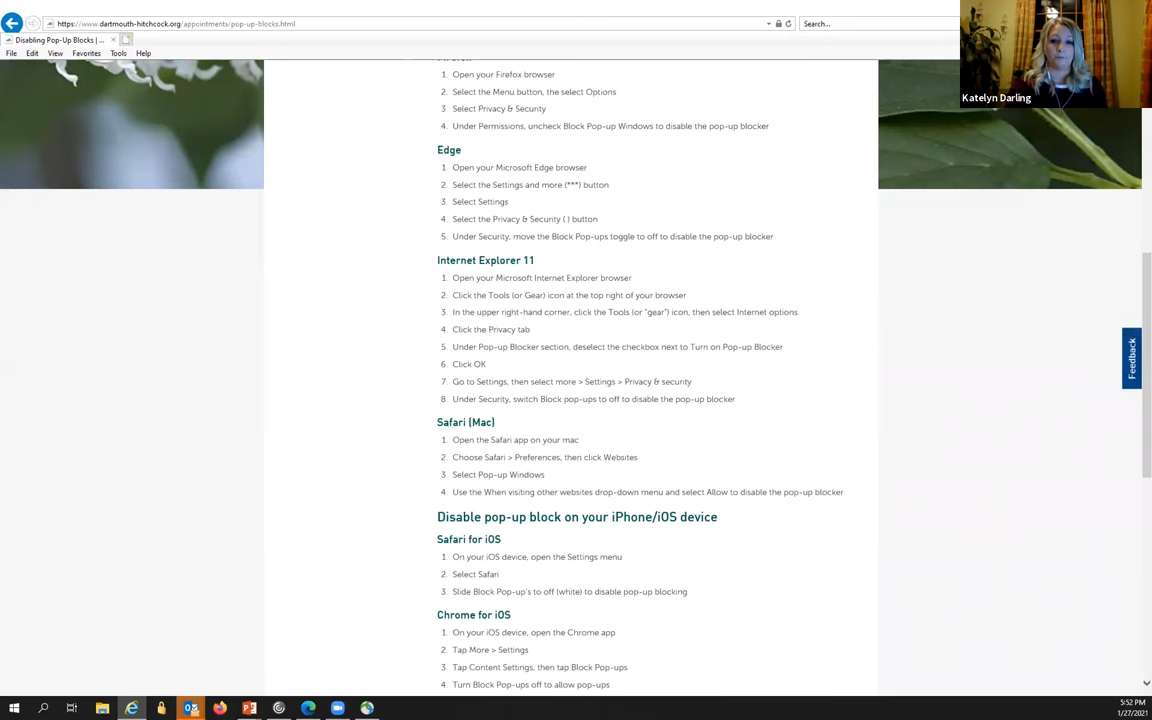 https://www.dartmouth-hitchcock.org/appointments/pop-up-blocks.html
Search...
Disabling Pop-Up Blocks | ...
File Edit View Favorites Tools Help
Katelyn Darling
1. Open your Firefox browser
2. Select the Menu button, the select Options
3. Select Privacy & Security
4. Under Permissions, uncheck Block Pop-up Windows to disable the pop-up blocker
Edge
1. Open your Microsoft Edge browser
2. Select the Settings and more (***) button
3. Select Settings
4. Select the Privacy & Security ( ) button
5. Under Security, move the Block Pop-ups toggle to off to disable the pop-up blocker
Internet Explorer 11
1. Open your Microsoft Internet Explorer browser
2. Click the Tools (or Gear) icon at the top right of your browser
3. In the upper right-hand corner, click the Tools (or "gear") icon, then select Internet options
4. Click the Privacy tab
5. Under Pop-up Blocker section, deselect the checkbox next to Turn on Pop-up Blocker
6. Click OK
7. Go to Settings, then select more > Settings > Privacy & security
8. Under Security, switch Block pop-ups to off to disable the pop-up blocker
Feedback
Safari (Mac)
1. Open the Safari app on your mac
2. Choose Safari > Preferences, then click Websites
3. Select Pop-up Windows
4. Use the When visiting other websites drop-down menu and select Allow to disable the pop-up blocker
Disable pop-up block on your iPhone/iOS device
Safari for iOS
1. On your iOS device, open the Settings menu
2. Select Safari
3. Slide Block Pop-up's to off (white) to disable pop-up blocking
Chrome for iOS
1. On your iOS device, open the Chrome app
2. Tap More > Settings
3. Tap Content Settings, then tap Block Pop-ups
4. Turn Block Pop-ups off to allow pop-ups
5:52 PM
1/27/2021